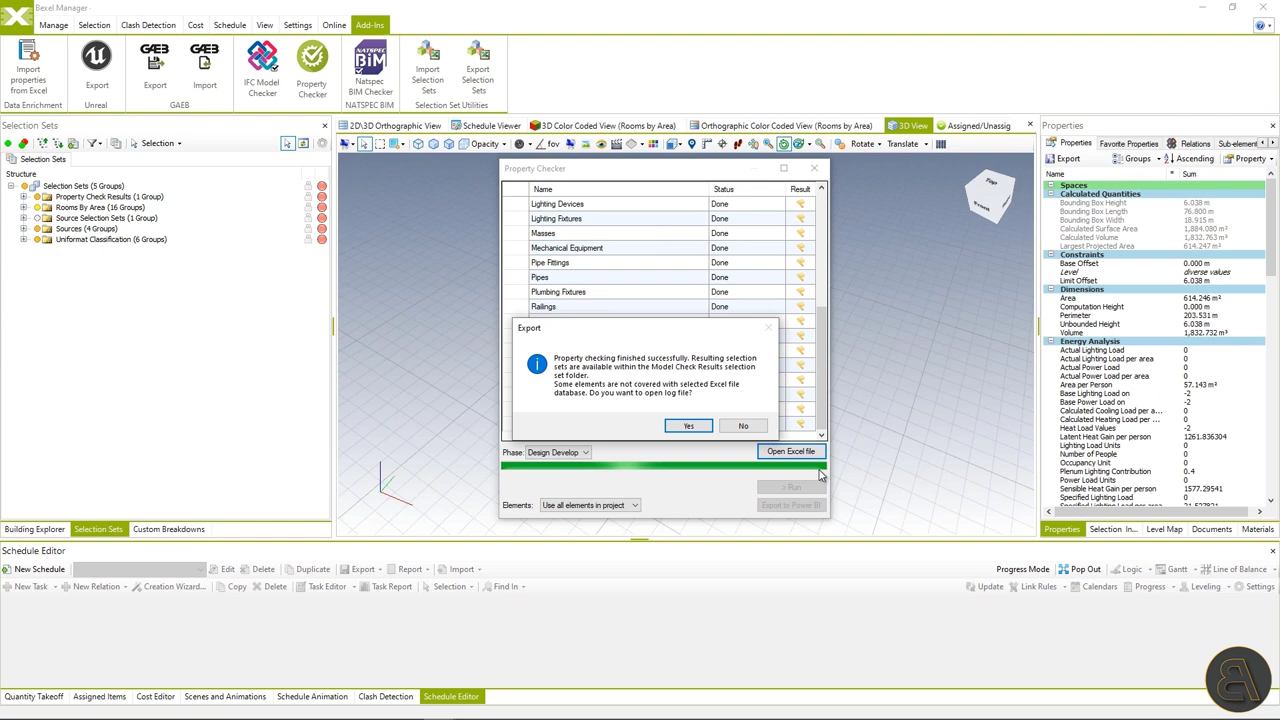 Bexel Manager -
Manage Selection Clash Detection Cost Schedule View Settings Online Add-Ins
Import properties from Excel
Export
Export
Import
IFC Model Checker
Property Checker
Natspec BIM Checker
Import Selection Sets
Export Selection Sets
Data Enrichment Unreal GAEB NATSPEC BIM Selection Set Utilities
Selection Sets
Selection
Selection Sets
Structure
Selection Sets (5 Groups)
Property Check Results (1 Group)
Rooms By Area (16 Groups)
Source Selection Sets (1 Group)
Sources (4 Groups)
Uniformat Classification (6 Groups)
Building Explorer Selection Sets Custom Breakdowns
2D\3D Orthographic View Schedule Viewer 3D Color Coded View (Rooms by Area) Orthographic Color Coded View (Rooms by Area) 3D View Assigned/Unassig
Opacity fov Rotate Translate
Property Checker
Name Status Result
Lighting Devices Done
Lighting Fixtures Done
Masses Done
Mechanical Equipment Done
Pipe Fittings Done
Pipes Done
Plumbing Fixtures Done
Railings Done
Export
Property checking finished successfully. Resulting selection
sets are available within the Model Check Results selection
set folder.
Some elements are not covered with selected Excel file
database. Do you want to open log file?
Yes No
Phase: Design Develop Open Excel file
> Run
Elements: Use all elements in project Export to Power BI
Properties
Properties Favorite Properties Relations Sub-element
Export Groups Ascending Property
Name * Sum
Spaces
Calculated Quantities
Bounding Box Height 6.038 m
Bounding Box Length 76.800 m
Bounding Box Width 18.915 m
Calculated Surface Area 1,884.080 m²
Calculated Volume 1,832.763 m³
Largest Projected Area 614.247 m²
Constraints
Base Offset 0.000 m
Level diverse values
Limit Offset 6.038 m
Dimensions
Area 614.246 m²
Computation Height 0.000 m
Perimeter 203.531 m
Unbounded Height 6.038 m
Volume 1,832.732 m³
Energy Analysis
Actual Lighting Load 0
Actual Lighting Load per area 0
Actual Power Load 0
Actual Power Load per area 0
Area per Person 57.143 m²
Base Lighting Load on -2
Base Power Load on -2
Calculated Cooling Load per a... 0
Calculated Heating Load per a... 0
Heat Load Values -2
Latent Heat Gain per person 1261.836304
Lighting Load Units 0
Number of People 0
Occupancy Unit 0
Plenum Lighting Contribution 0.4
Power Load Units 0
Sensible Heat Gain per person 1577.29541
Specified Lighting Load 0
Properties Selection In... Level Map Documents Materials
Schedule Editor
New Schedule Edit Delete Duplicate Export Report Import Progress Mode Pop Out Logic Gantt Line of Balance
New Task New Relation Creation Wizard... Copy Delete Task Editor Task Report Selection Find In Update Link Rules Calendars Progress Leveling Settings
Quantity Takeoff Assigned Items Cost Editor Scenes and Animations Schedule Animation Clash Detection Schedule Editor